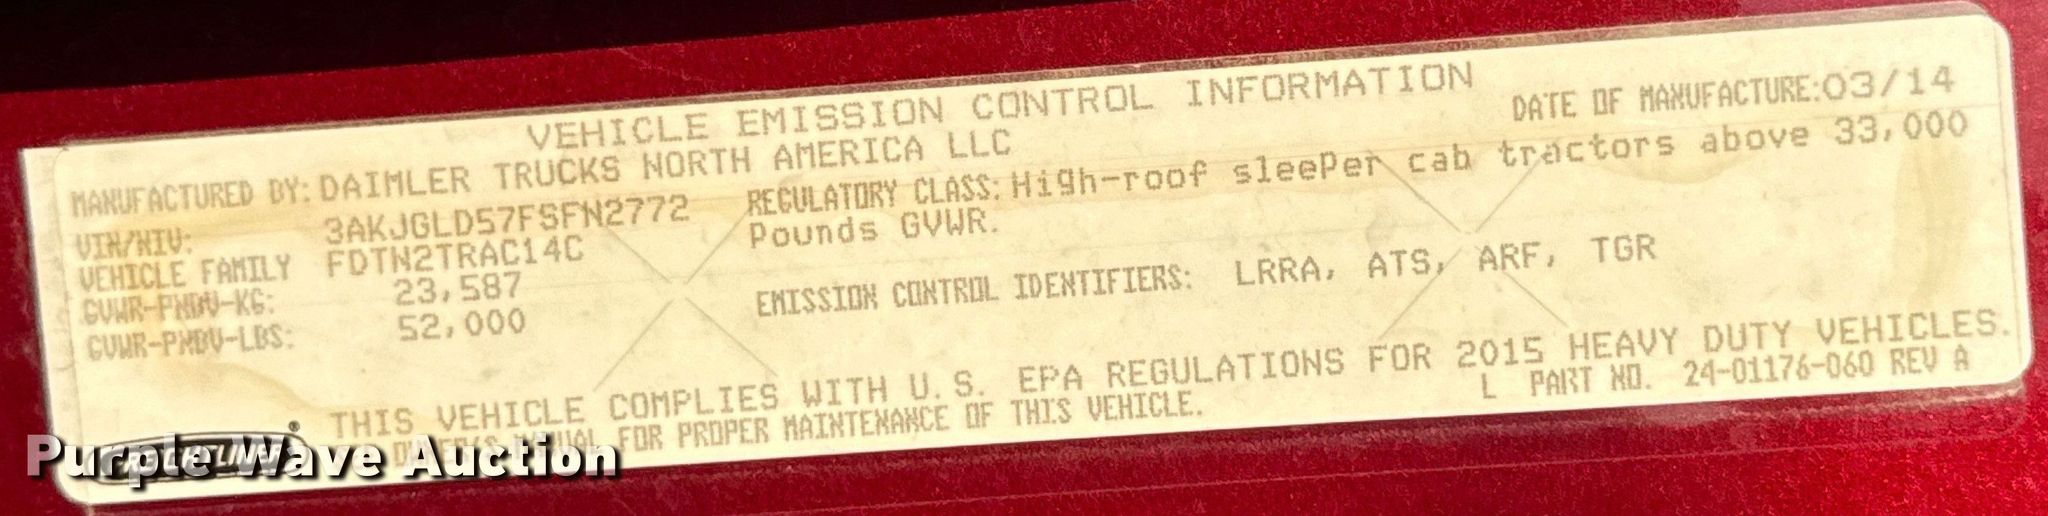 VEHICLE EMISSION CONTROL INFORMATION
DATE OF MANUFACTURE: 03/14
MANUFACTURED BY: DAIMLER TRUCKS NORTH AMERICA LLC
VIN/NIV: 3AKJGLD57FSFN2772
VEHICLE FAMILY FDTN2TRAC14C
GVWR-PNBV-KG: 23,587
GVWR-PNBV-LBS: 52,000
REGULATORY CLASS: High-roof sleeper cab tractors above 33,000
Pounds GVWR.
EMISSION CONTROL IDENTIFIERS: LRRA, ATS, ARF, TGR
THIS VEHICLE COMPLIES WITH U.S. EPA REGULATIONS FOR 2015 HEAVY DUTY VEHICLES.
OWNER'S MANUAL FOR PROPER MAINTENANCE OF THIS VEHICLE.
L PART NO. 24-01176-060 REV A
FREIGHTLINER®
Purple Wave Auction